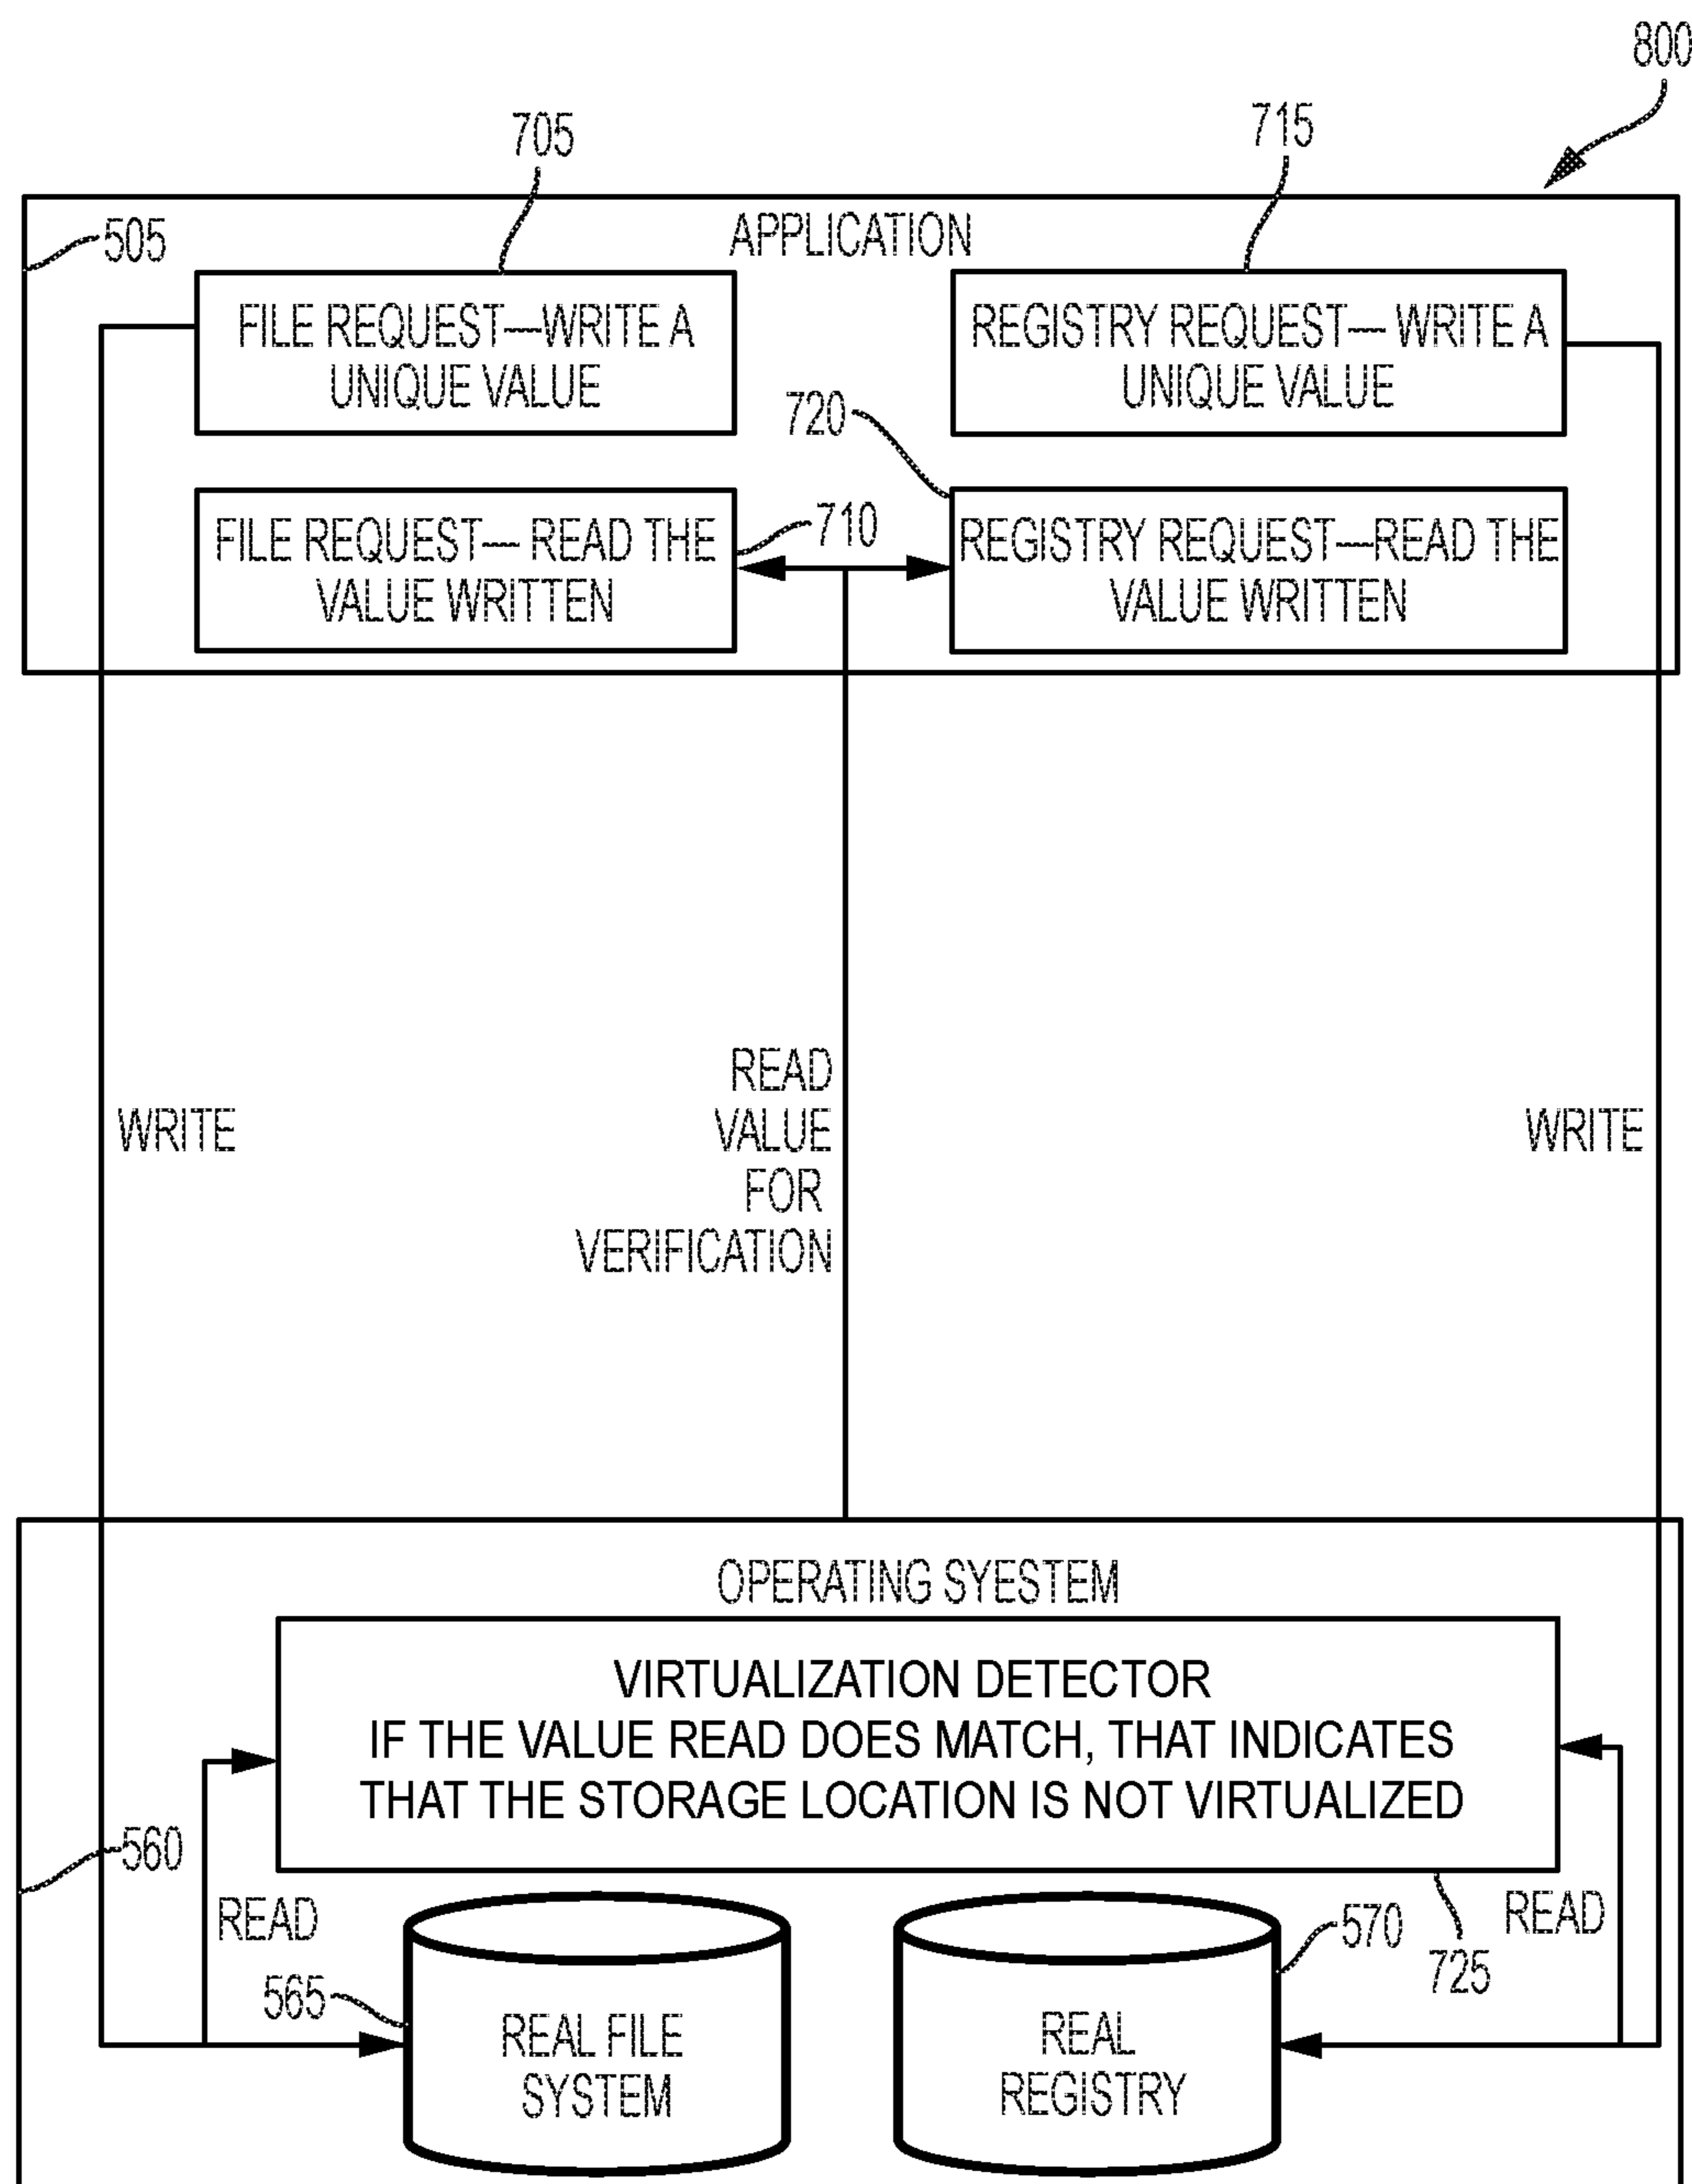 800
705
715
505
APPLICATION
FILE REQUEST—WRITE A
UNIQUE VALUE
REGISTRY REQUEST— WRITE A
UNIQUE VALUE
720
710
FILE REQUEST— READ THE
VALUE WRITTEN
REGISTRY REQUEST—READ THE
VALUE WRITTEN
WRITE
READ
VALUE
FOR
VERIFICATION
WRITE
OPERATING SYESTEM
VIRTUALIZATION DETECTOR
IF THE VALUE READ DOES MATCH, THAT INDICATES
THAT THE STORAGE LOCATION IS NOT VIRTUALIZED
560
READ
READ
570
725
565
REAL FILE
SYSTEM
REAL
REGISTRY